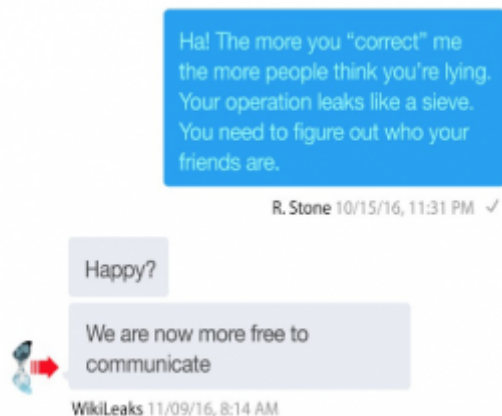 Ha! The more you “correct” me
the more people think you’re lying.
Your operation leaks like a sieve.
You need to figure out who your
friends are.
R. Stone 10/15/16, 11:31 PM ✓
Happy?
We are now more free to
communicate
WikiLeaks 11/09/16, 8:14 AM